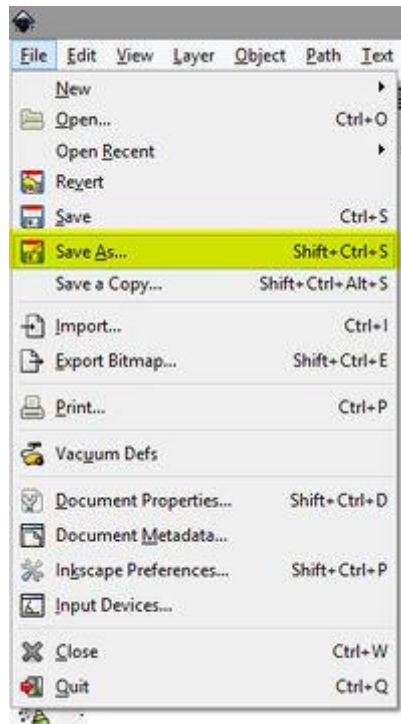 File Edit View Layer Object Path Text
New
Open... Ctrl+O
Open Recent
Revert
Save Ctrl+S
Save As... Shift+Ctrl+S
Save a Copy... Shift+Ctrl+Alt+S
Import... Ctrl+I
Export Bitmap... Shift+Ctrl+E
Print... Ctrl+P
Vacuum Defs
Document Properties... Shift+Ctrl+D
Document Metadata...
Inkscape Preferences... Shift+Ctrl+P
Input Devices...
Close Ctrl+W
Quit Ctrl+Q